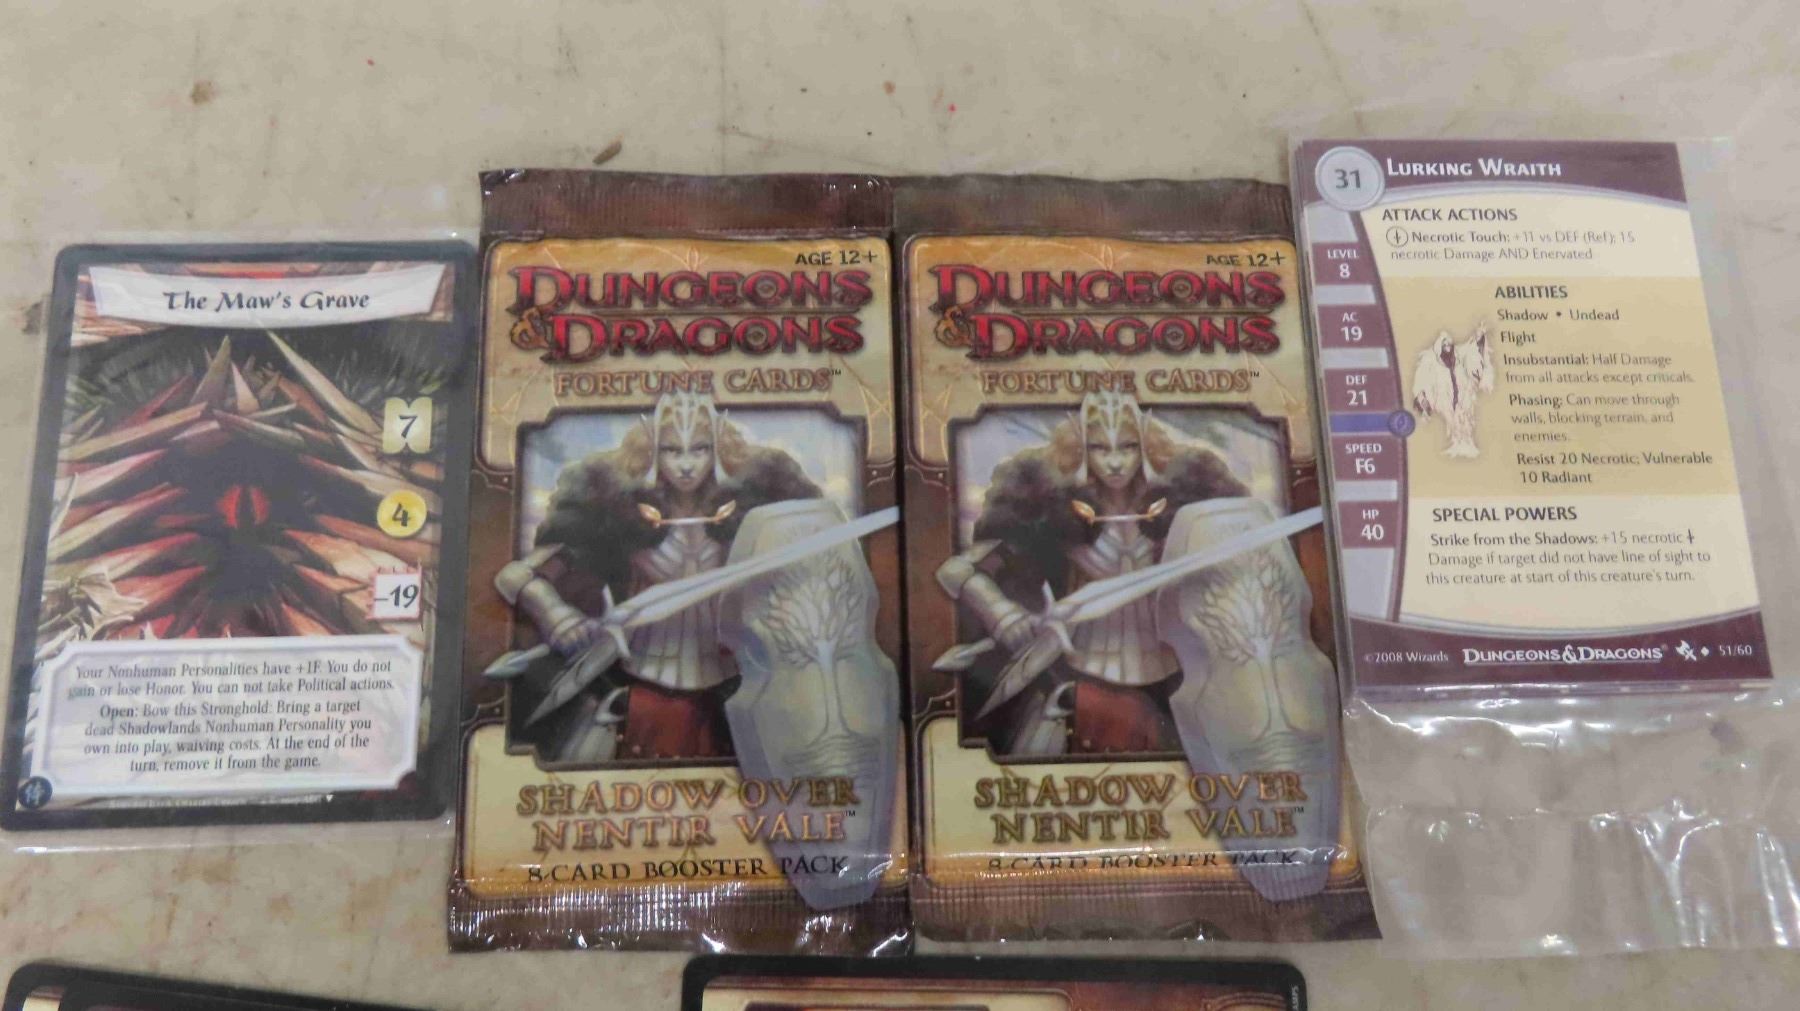 The Maw's Grave
7
4
-19
Your Nonhuman Personalities have +1F. You do not
gain or lose Honor. You can not take Political actions.
Open: Bow this Stronghold: Bring a target
dead Shadowlands Nonhuman Personality you
own into play, waiving costs. At the end of the
turn, remove it from the game.
AGE 12+
DUNGEONS
& DRAGONS
FORTUNE CARDS™
SHADOW OVER
NENTIR VALE™
8-CARD BOOSTER PACK
AGE 12+
DUNGEONS
& DRAGONS
FORTUNE CARDS™
SHADOW OVER
NENTIR VALE™
8-CARD BOOSTER PACK
31 LURKING WRAITH
LEVEL
8
AC
19
DEF
21
SPEED
F6
HP
40
ATTACK ACTIONS
Necrotic Touch: +11 vs DEF (Ref); 15
necrotic Damage AND Enervated
ABILITIES
Shadow • Undead
Flight
Insubstantial: Half Damage
from all attacks except criticals.
Phasing: Can move through
walls, blocking terrain, and
enemies.
Resist 20 Necrotic; Vulnerable
10 Radiant
SPECIAL POWERS
Strike from the Shadows: +15 necrotic
Damage if target did not have line of sight to
this creature at start of this creature's turn.
©2008 Wizards DUNGEONS & DRAGONS® 51/60